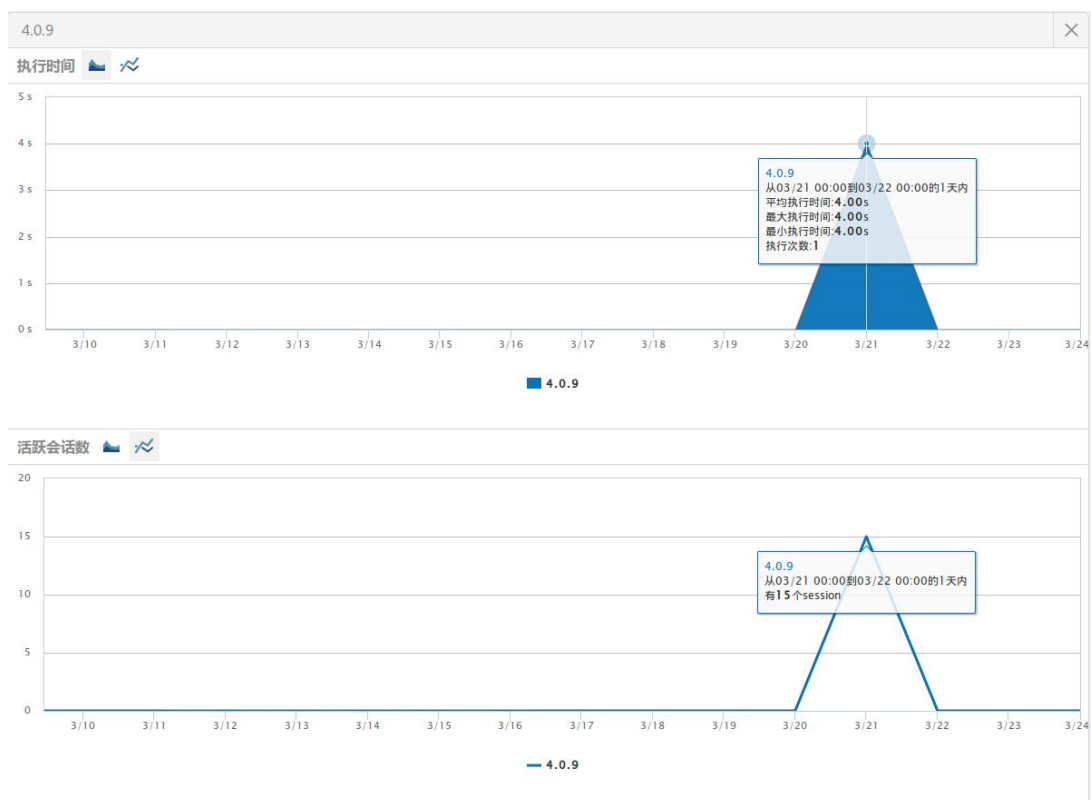 4.0.9
执行时间
5 s
4 s
3 s
2 s
1 s
0 s
4.0.9
从03/21 00:00到03/22 00:00的1天内
平均执行时间:4.00s
最大执行时间:4.00s
最小执行时间:4.00s
执行次数:1
3/10 3/11 3/12 3/13 3/14 3/15 3/16 3/17 3/18 3/19 3/20 3/21 3/22 3/23 3/24
4.0.9
活跃会话数
20
15
10
5
0
4.0.9
从03/21 00:00到03/22 00:00的1天内
有15个session
3/10 3/11 3/12 3/13 3/14 3/15 3/16 3/17 3/18 3/19 3/20 3/21 3/22 3/23 3/24
4.0.9